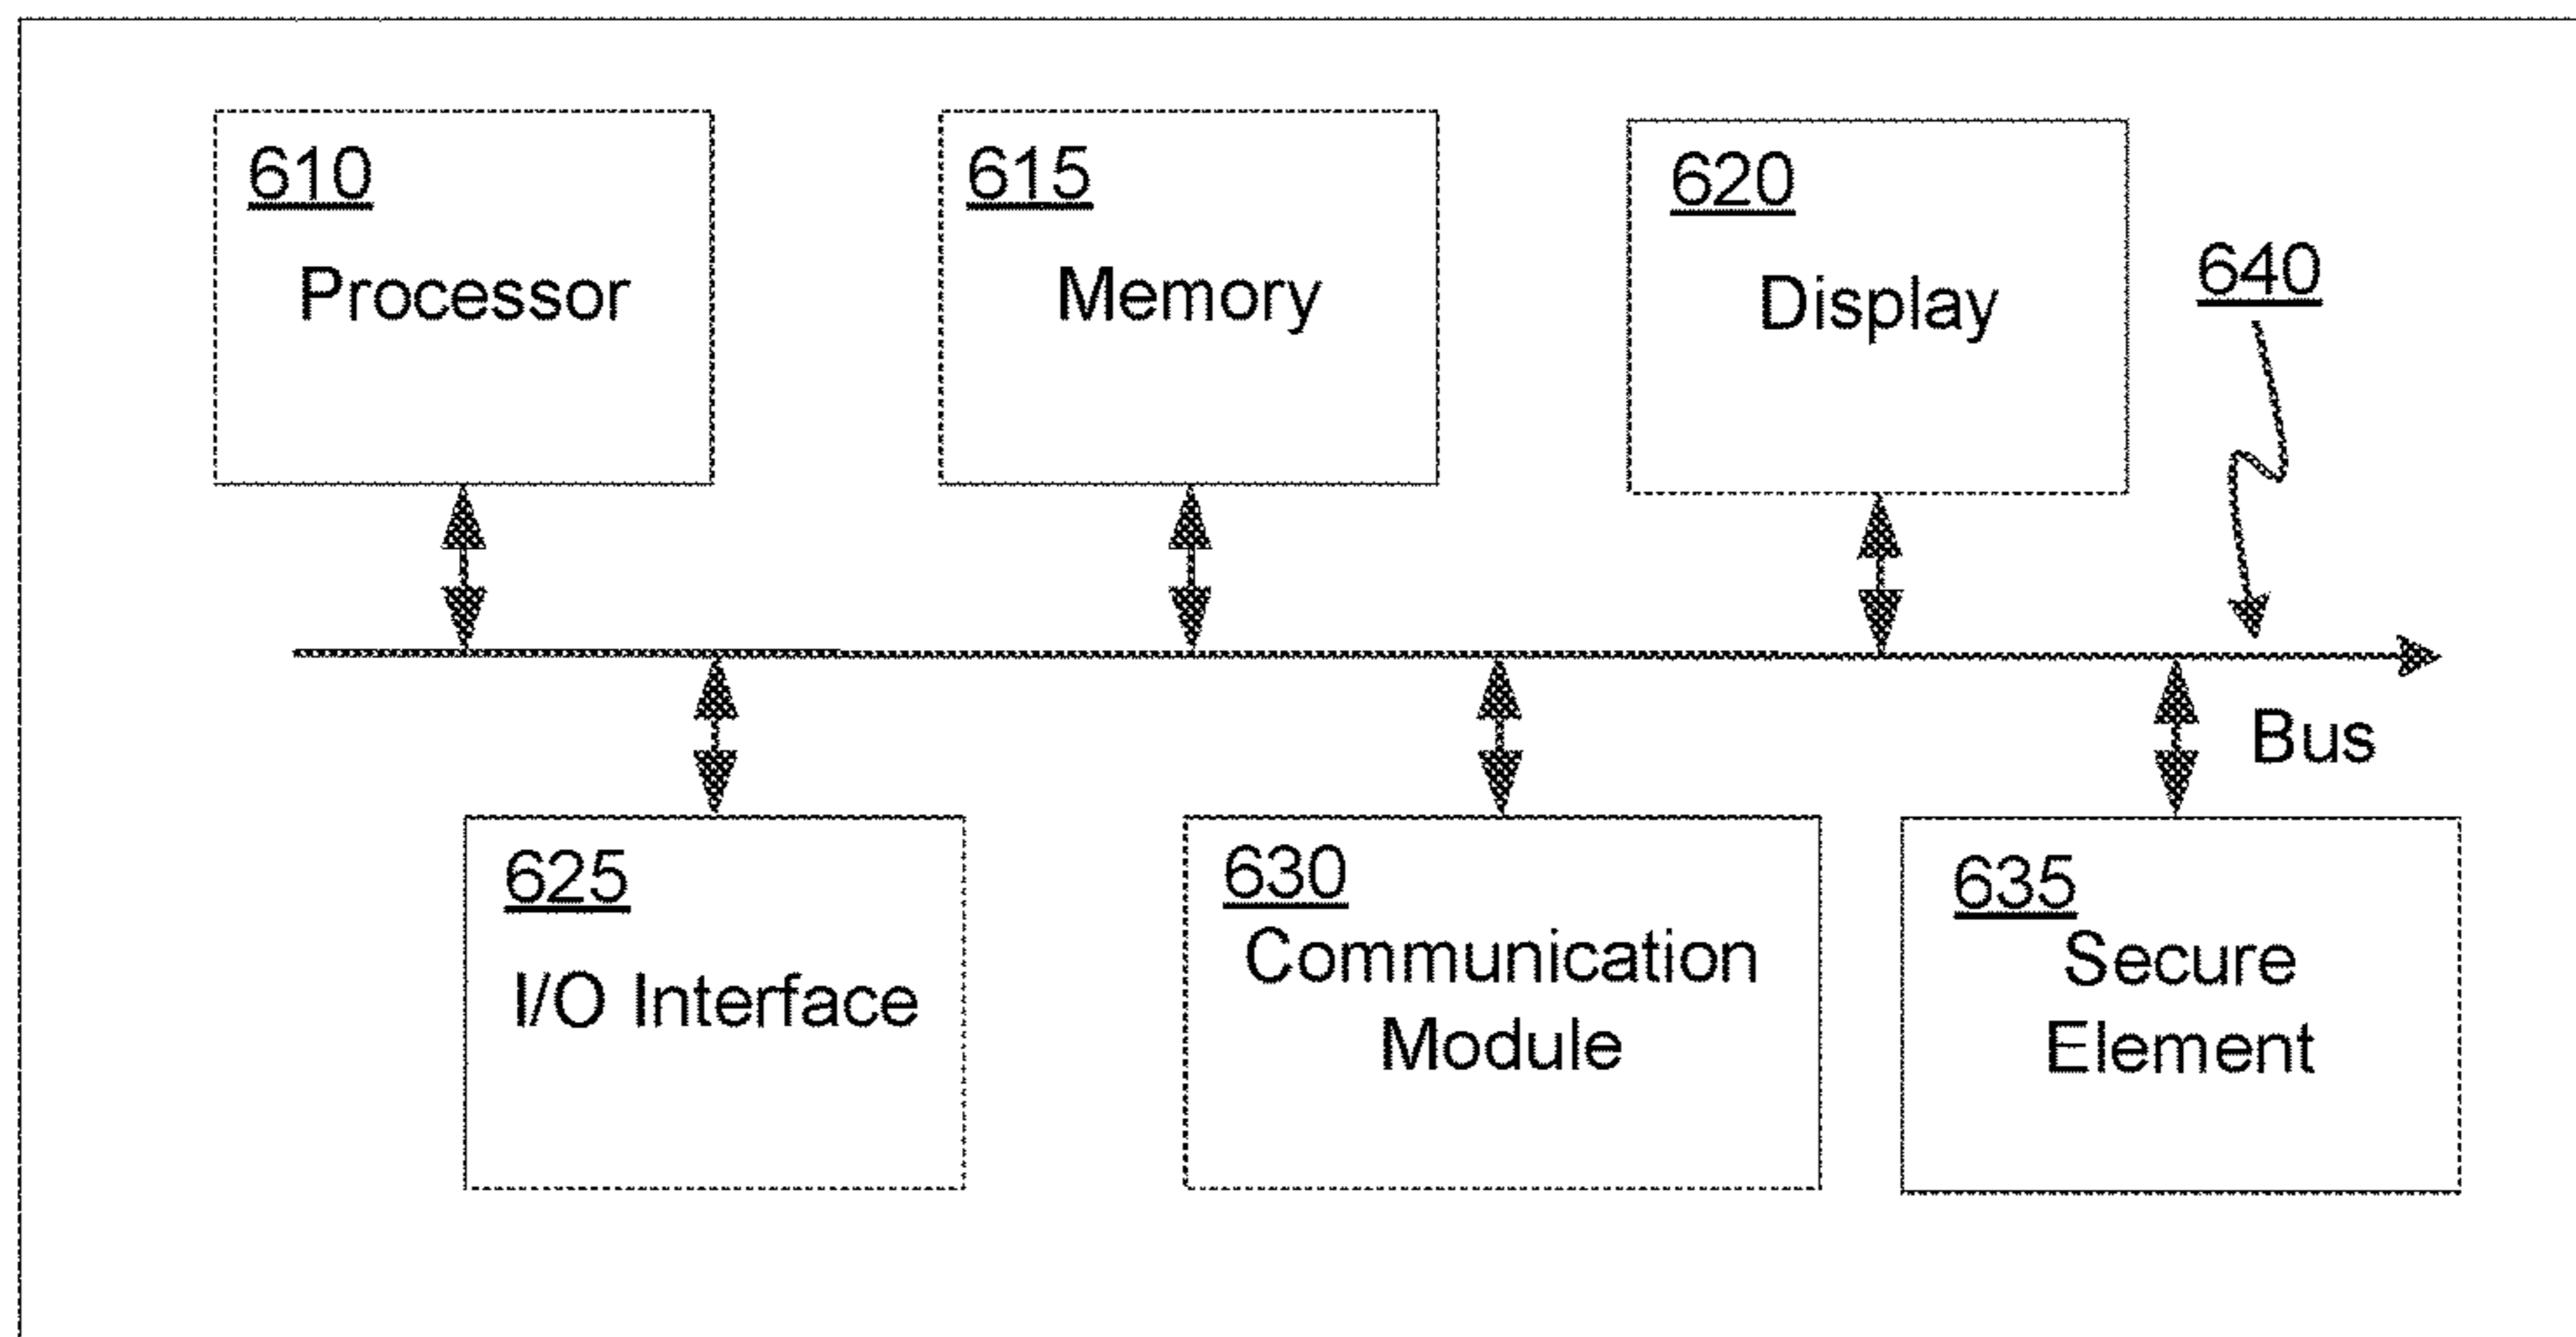 610
Processor
615
Memory
620
Display
640
Bus
625
I/O Interface
630
Communication
Module
635
Secure
Element